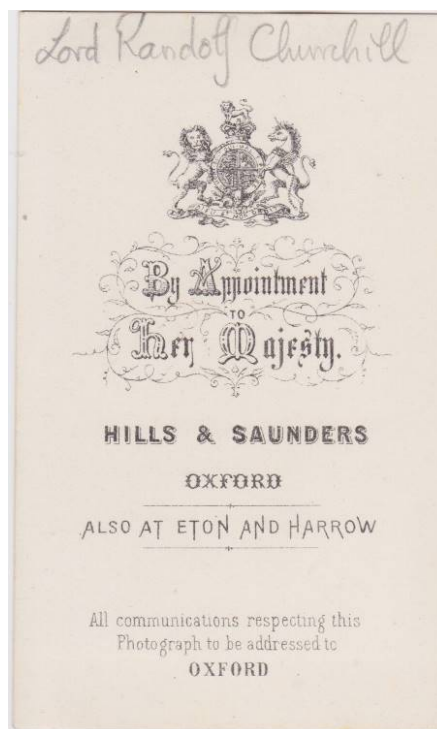 Lord Randolf Churchill
By Appointment
TO
Her Majesty.
HILLS & SAUNDERS
OXFORD
ALSO AT ETON AND HARROW
All communications respecting this
Photograph to be addressed to
OXFORD